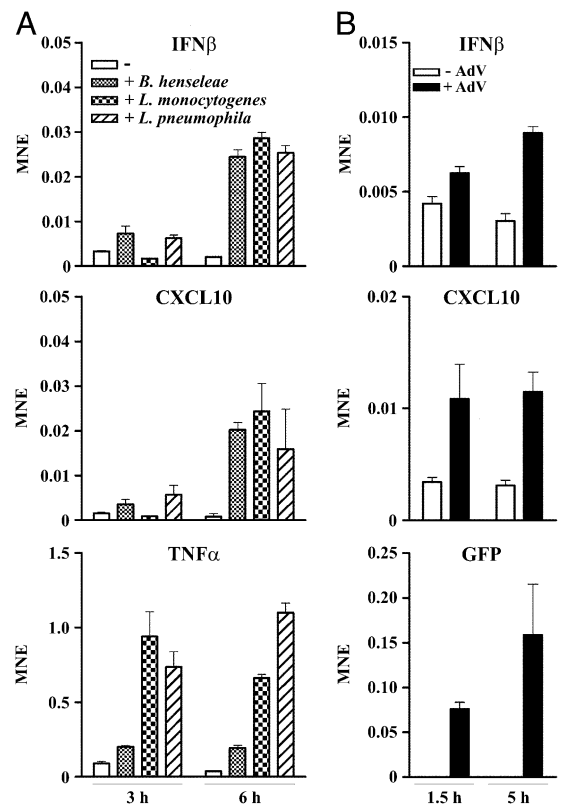 A
IFNβ
0.05
0.04
0.03
0.02
0.01
0
MNE
-
+ B. henseleae
+ L. monocytogenes
+ L. pneumophila
CXCL10
0.05
0.04
0.03
0.02
0.01
0
MNE
TNFα
1.5
1.0
0.5
0
MNE
3 h
6 h
B
IFNβ
0.015
0.010
0.005
0
MNE
- AdV
+ AdV
CXCL10
0.02
0.01
0
MNE
GFP
0.25
0.20
0.15
0.10
0.05
0.00
MNE
1.5 h
5 h